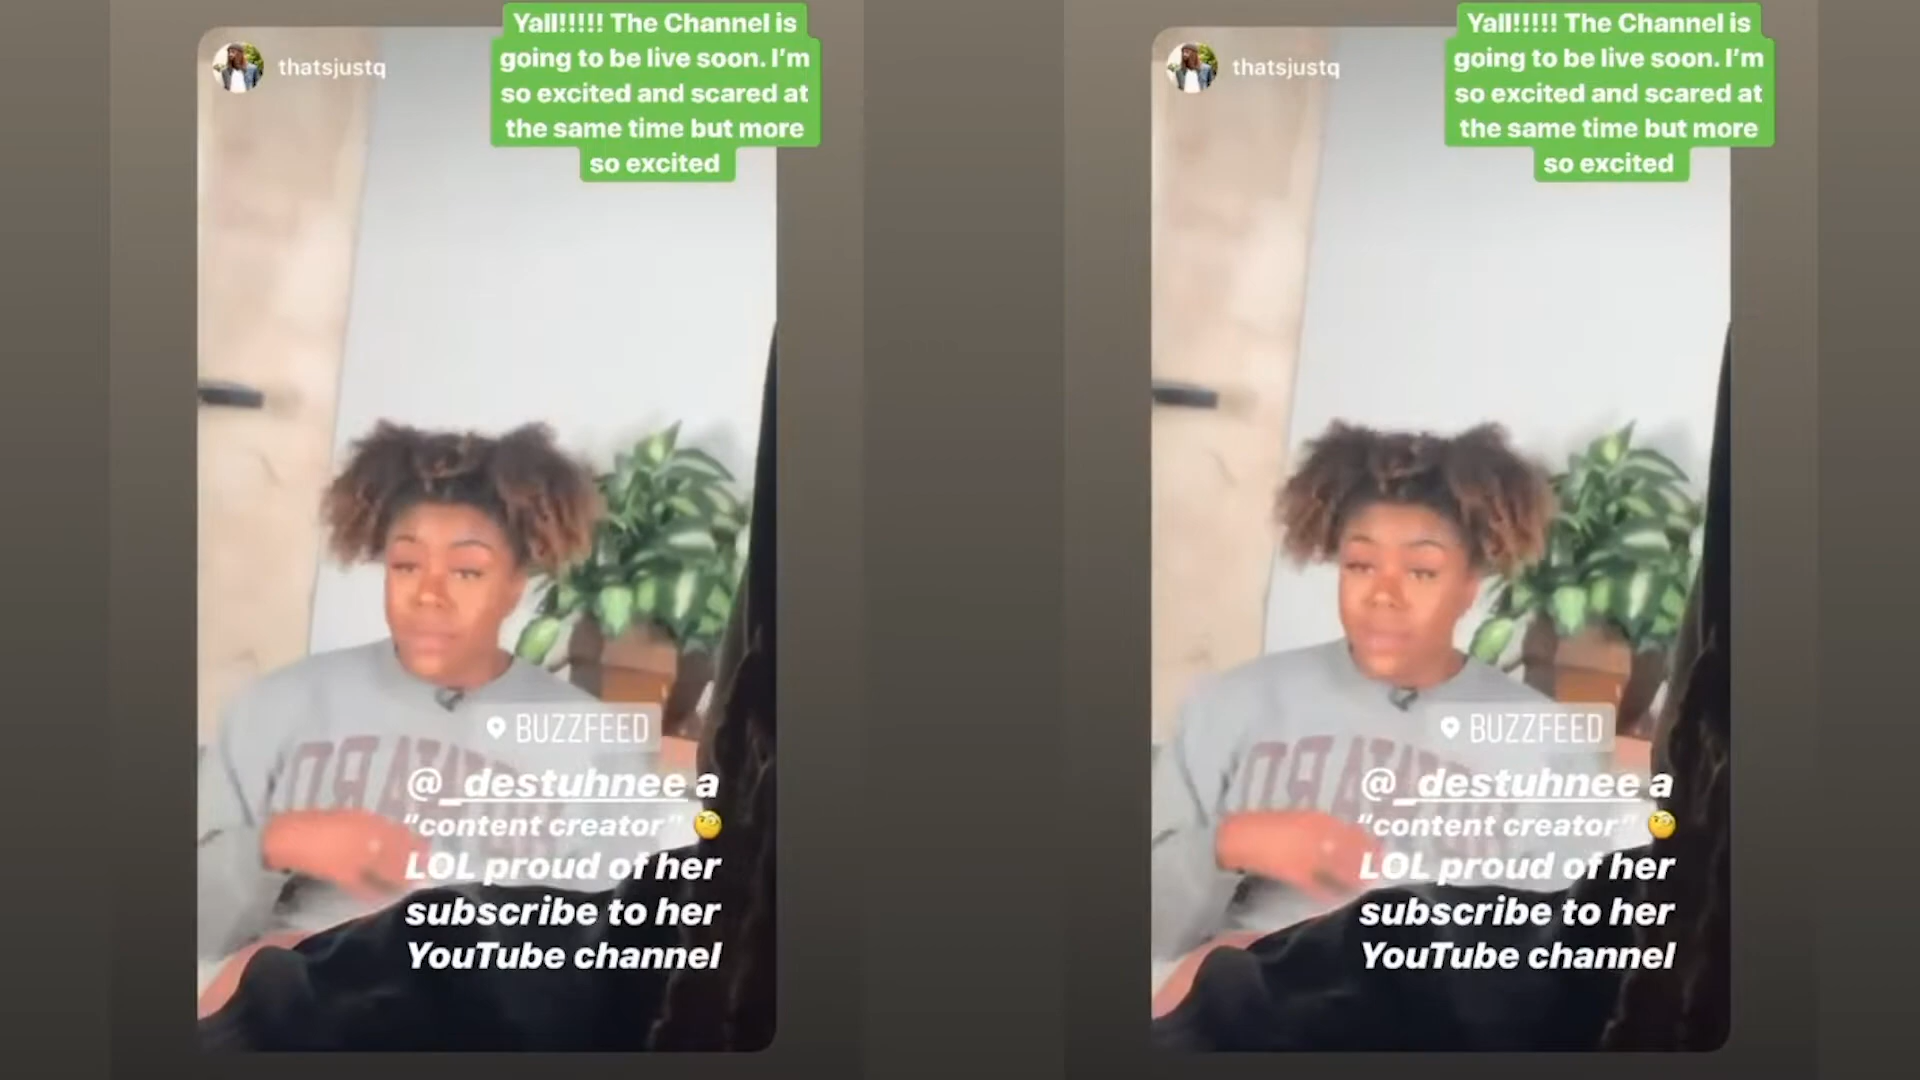 thatsjustq
Yall!!!!! The Channel is
going to be live soon. I'm
so excited and scared at
the same time but more
so excited
BUZZFEED
@_destuhnee a
"content creator" 🧐
LOL proud of her
subscribe to her
YouTube channel
thatsjustq
Yall!!!!! The Channel is
going to be live soon. I'm
so excited and scared at
the same time but more
so excited
BUZZFEED
@_destuhnee a
"content creator" 🧐
LOL proud of her
subscribe to her
YouTube channel